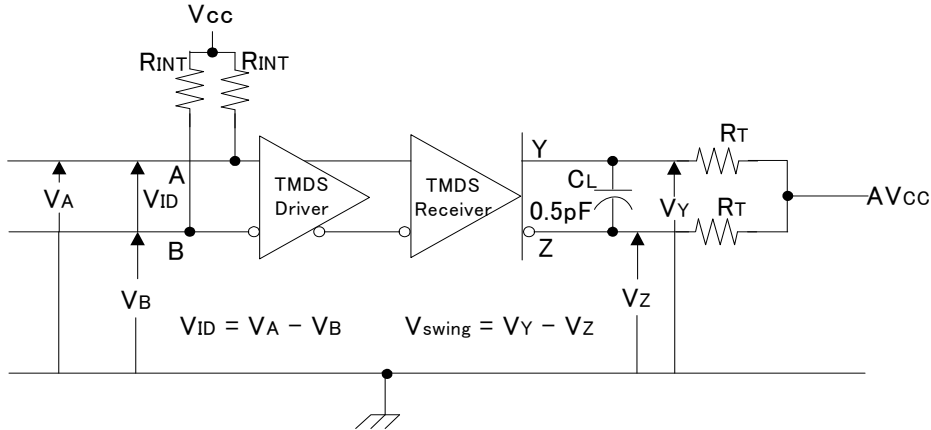 Vcc
RINT RINT
A
B
VA
VID
VB
TMDS
Driver
TMDS
Receiver
Y
Z
CL
0.5pF
VY
VZ
RT
RT
AVcc
VID = VA - VB
Vswing = VY - VZ